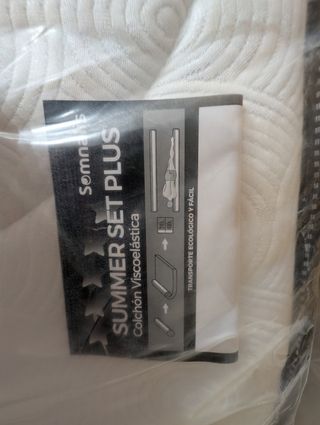 SUMMER SET PLUS
Colchón Viscoelástica
TRANSPORTE ECOLÓGICO Y FÁCIL